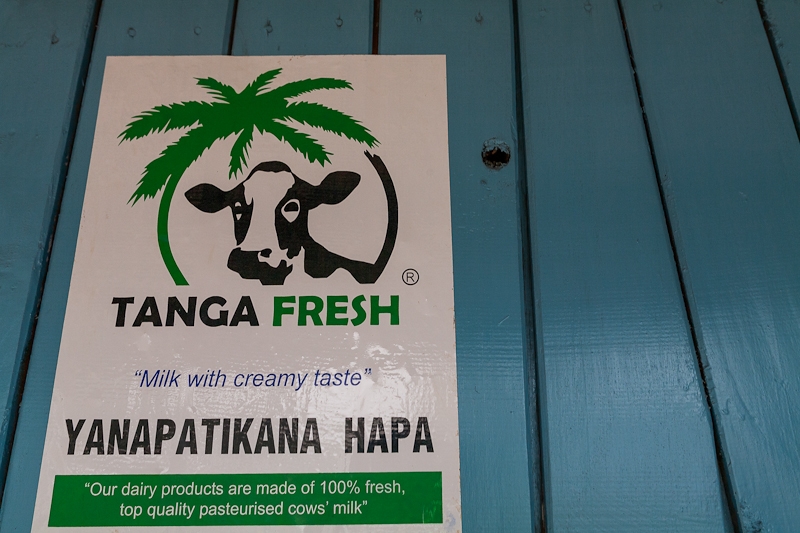 ®
TANGA FRESH
“Milk with creamy taste”
YANAPATIKANA HAPA
“Our dairy products are made of 100% fresh,
top quality pasteurised cows’ milk”